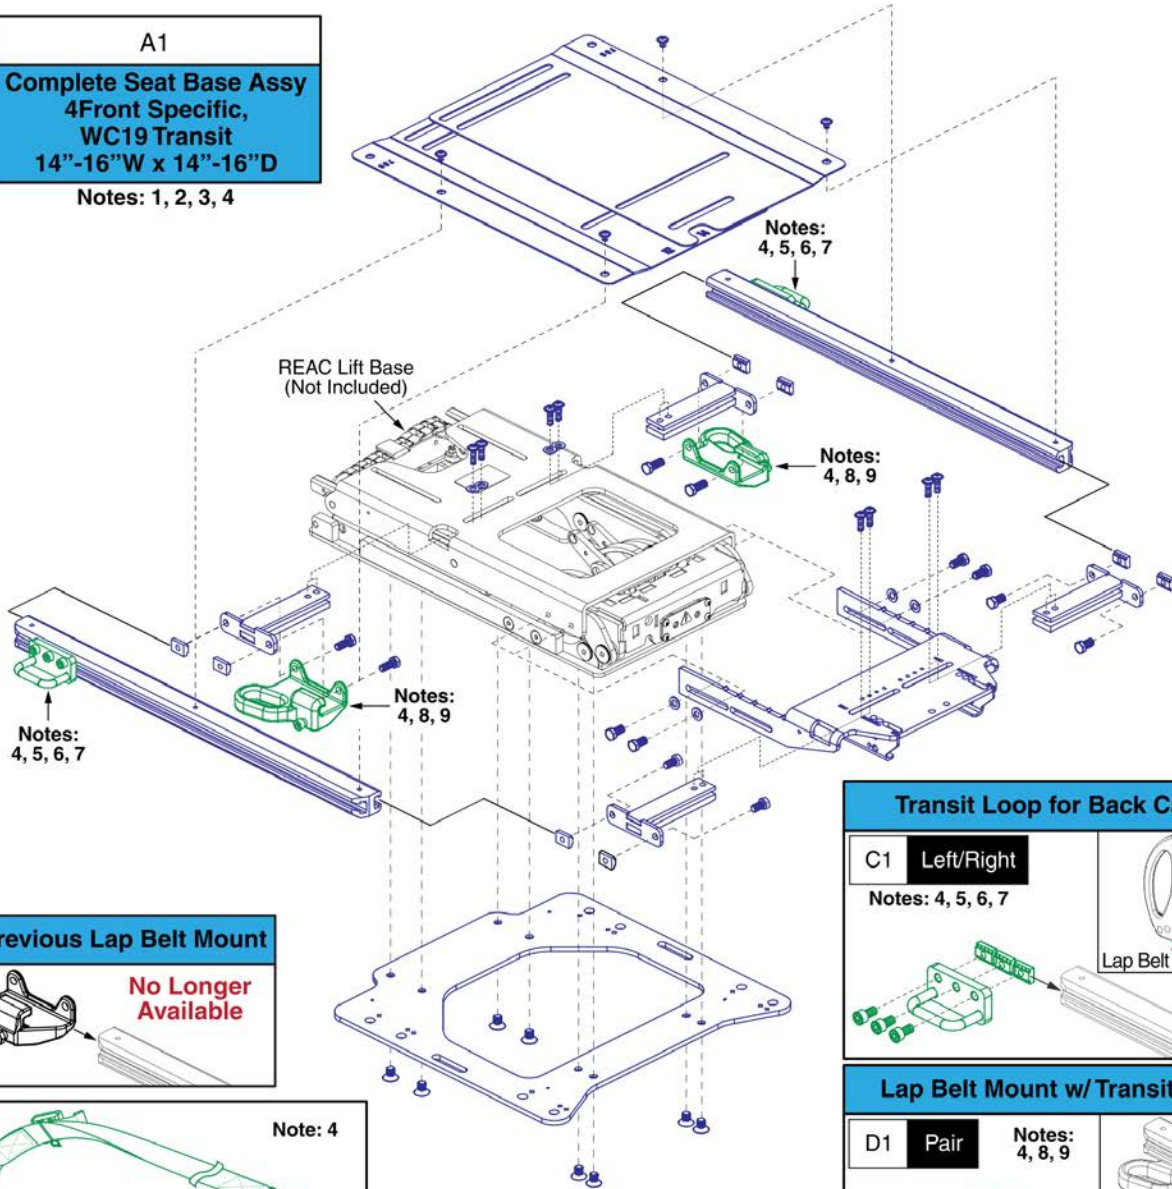 A1
Complete Seat Base Assy
4Front Specific,
WC19 Transit
14”-16”W x 14”-16”D
Notes: 1, 2, 3, 4
Notes:
4, 5, 6, 7
REAC Lift Base
(Not Included)
Notes:
4, 8, 9
Notes:
4, 8, 9
Notes:
4, 5, 6, 7
Transit Loop for Back
C1 Left/Right
Notes: 4, 5, 6, 7
Lap Belt
Lap Belt Mount w/ Transit
D1 Pair
Notes:
4, 8, 9
Lap Belt Mount
No Longer
Available
Note: 4